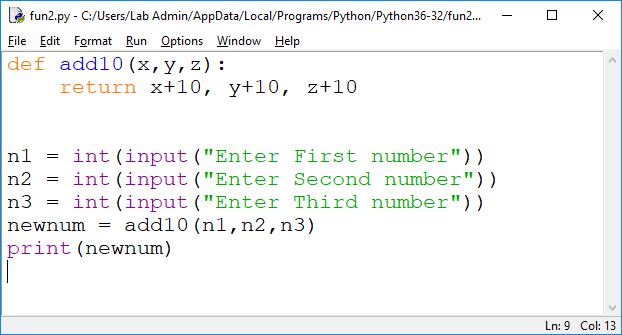 fun2.py - C:/Users/Lab Admin/AppData/Local/Programs/Python/Python36-32/fun2...
File Edit Format Run Options Window Help
def add10(x,y,z):
    return x+10, y+10, z+10
n1 = int(input("Enter First number"))
n2 = int(input("Enter Second number"))
n3 = int(input("Enter Third number"))
newnum = add10(n1,n2,n3)
print(newnum)
Ln: 9 Col: 13